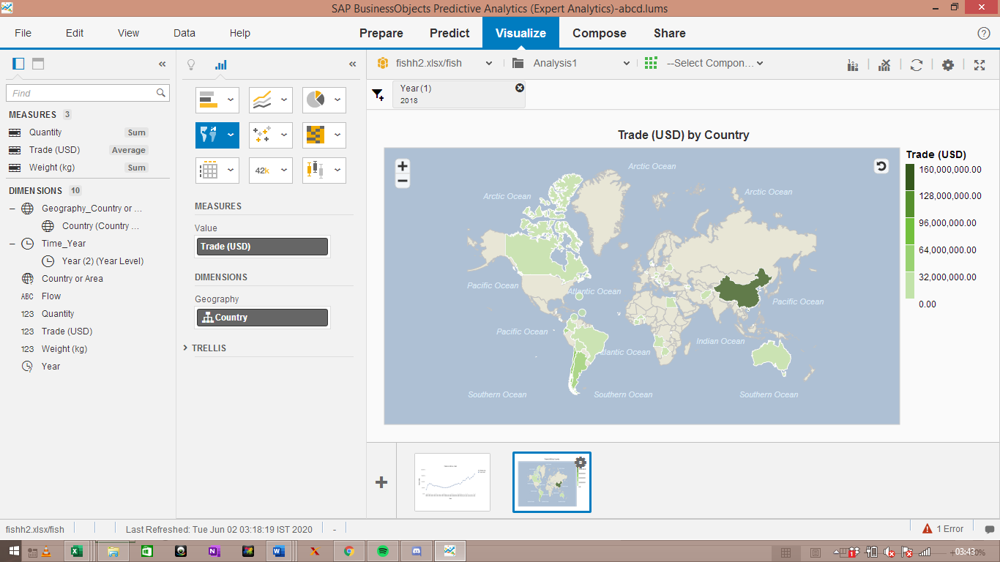 SAP BusinessObjects Predictive Analytics (Expert Analytics)-abcd.lums
File Edit View Data Help Prepare Predict Visualize Compose Share
Find
MEASURES 3
Quantity Sum
Trade (USD) Average
Weight (kg) Sum
DIMENSIONS 10
Geography_Country or ...
Country (Country ...
Time_Year
Year (2) (Year Level)
Country or Area
ABC Flow
123 Quantity
123 Trade (USD)
123 Weight (kg)
Year
42k
MEASURES
Value
Trade (USD)
DIMENSIONS
Geography
Country
TRELLIS
fishh2.xlsx/fish Analysis1 --Select Compon...
Year (1)
2018
Trade (USD) by Country
Arctic Ocean
Arctic Ocean
Arctic Ocean
Pacific Ocean
Atlantic Ocean
Pacific Ocean
Pacific Ocean
Indian Ocean
Atlantic Ocean
Southern Ocean
Southern Ocean
Southern Ocean
Trade (USD)
160,000,000.00
128,000,000.00
96,000,000.00
64,000,000.00
32,000,000.00
0.00
fishh2.xlsx/fish Last Refreshed: Tue Jun 02 03:18:19 IST 2020 - 1 Error
03:43